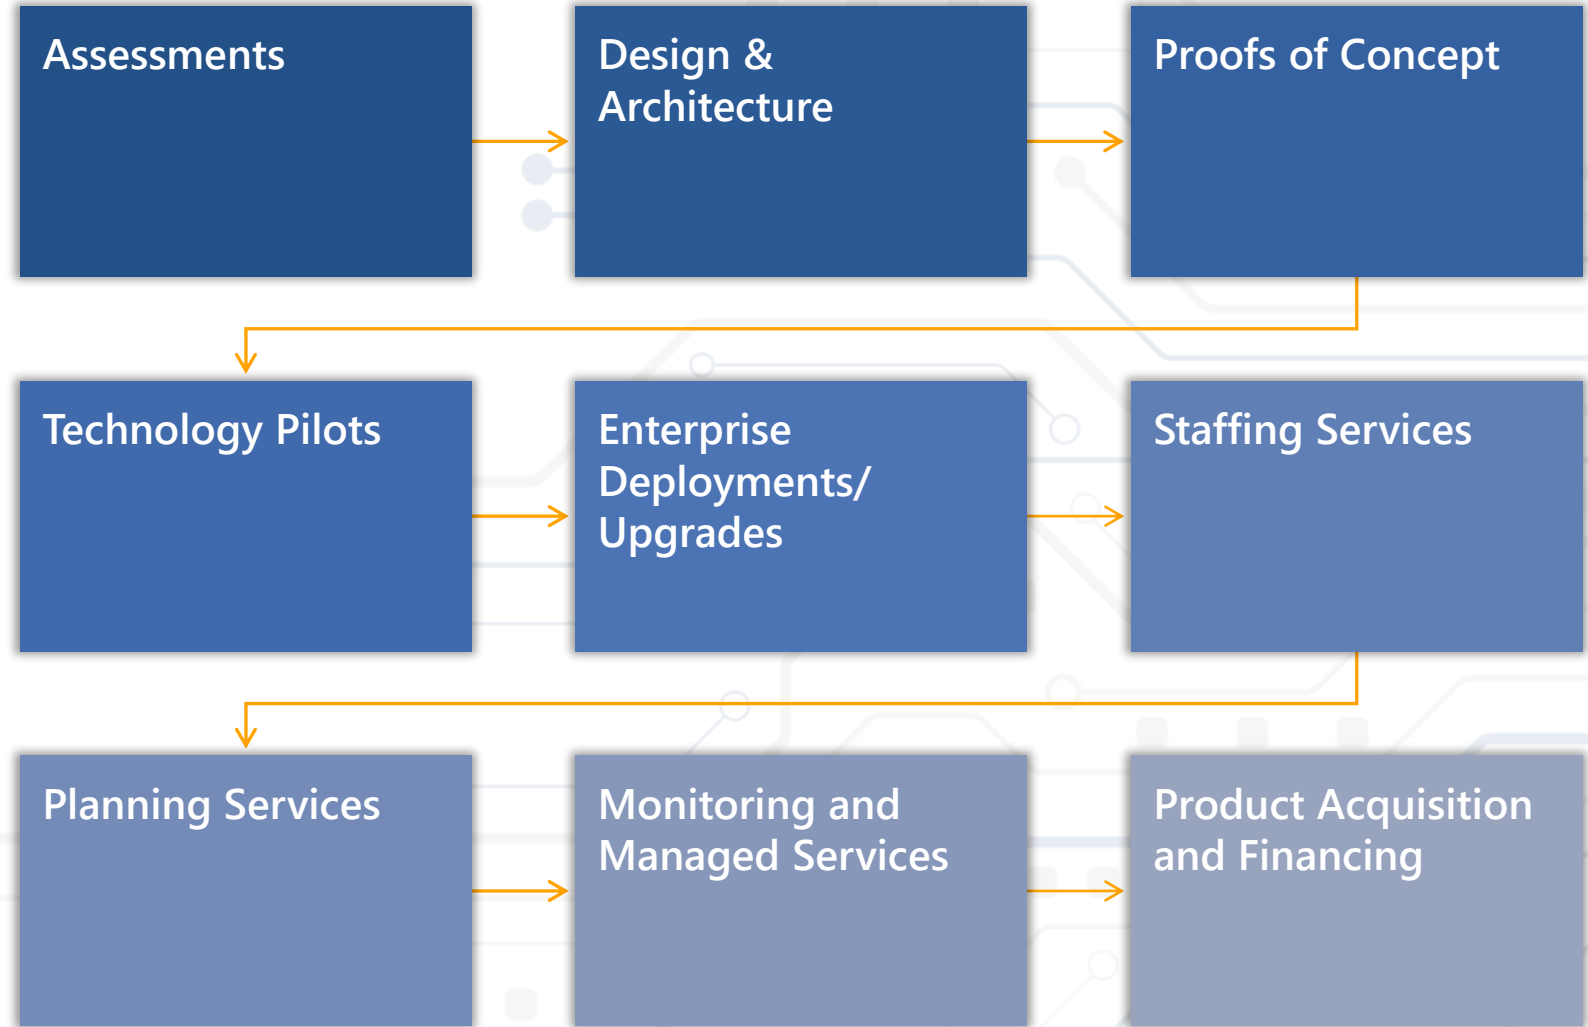 Assessments
Design &
Architecture
Proofs of Concept
Technology Pilots
Enterprise
Deployments/
Upgrades
Staffing Services
Planning Services
Monitoring and
Managed Services
Product Acquisition
and Financing